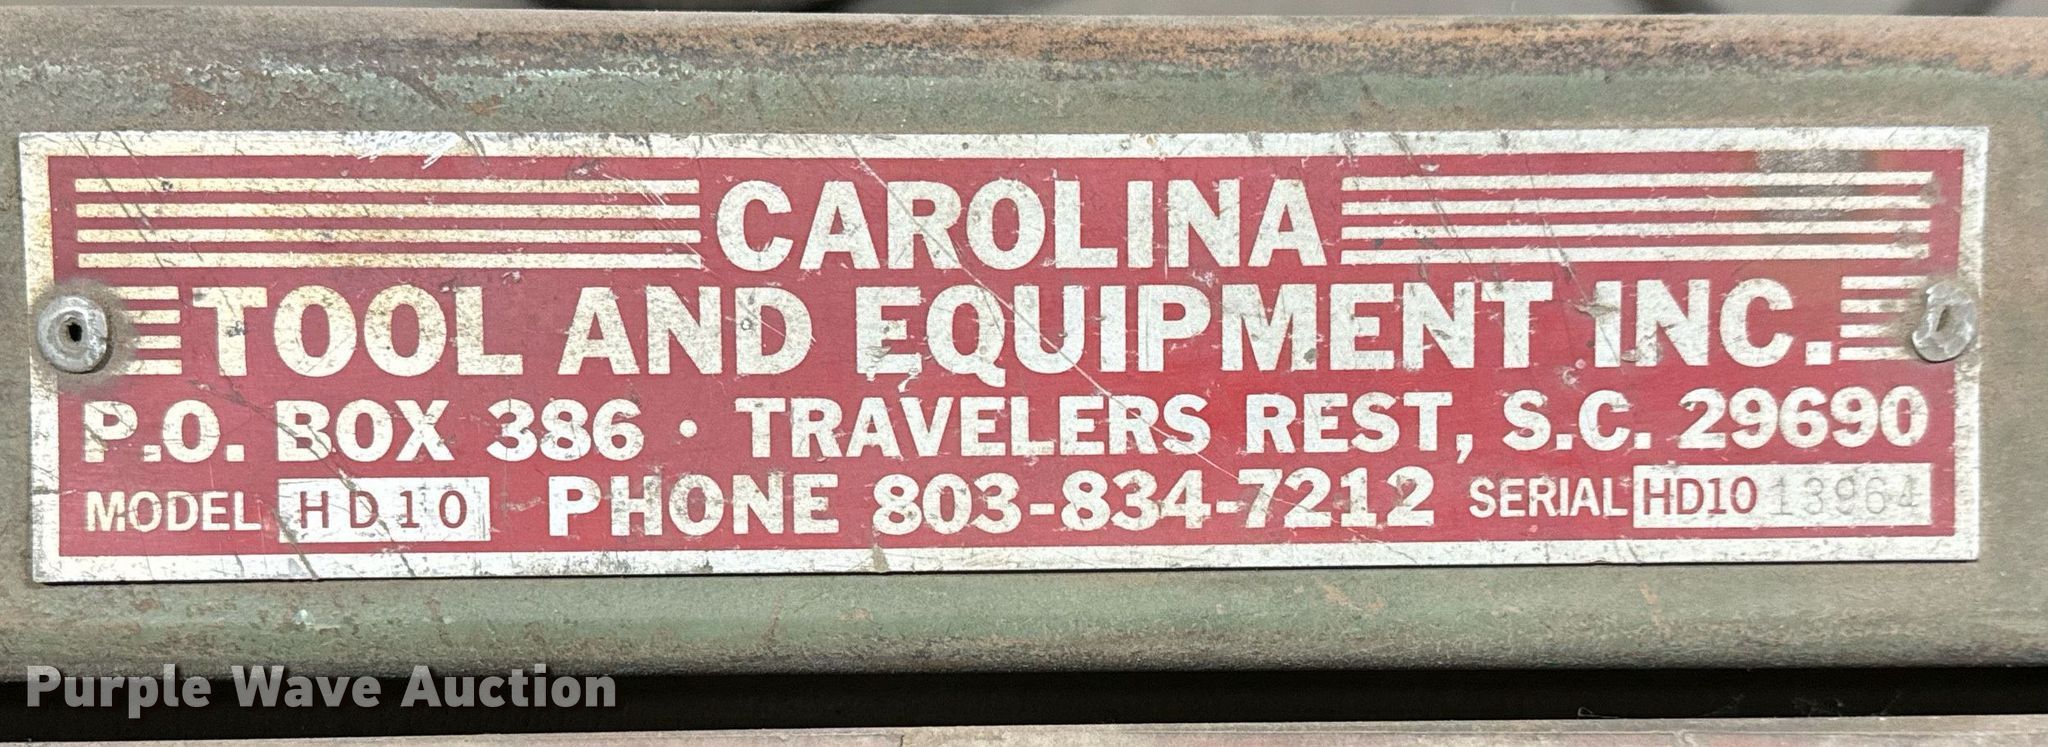 CAROLINA
TOOL AND EQUIPMENT INC.
P.O. BOX 386 · TRAVELERS REST, S.C. 29690
MODEL HD10 PHONE 803-834-7212 SERIAL HD10 13964
Purple Wave Auction